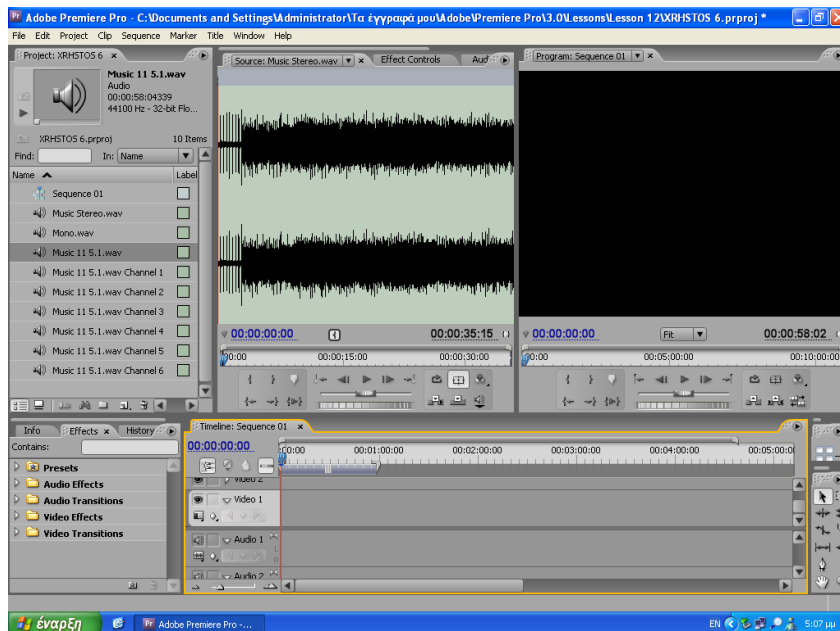 Adobe Premiere Pro - C:\Documents and Settings\Administrator\Τα έγγραφά μου\Adobe\Premiere Pro\3.0\Lessons\Lesson 12\XRHSTOS 6.prproj *
File Edit Project Clip Sequence Marker Title Window Help
Project: XRHSTOS 6
Music 11 5.1.wav
Audio
00:00:58:04339
44100 Hz - 32-bit Flo...
XRHSTOS 6.prproj 10 Items
Find: In: Name
Name Label
Sequence 01
Music Stereo.wav
Mono.wav
Music 11 5.1.wav
Music 11 5.1.wav Channel 1
Music 11 5.1.wav Channel 2
Music 11 5.1.wav Channel 3
Music 11 5.1.wav Channel 4
Music 11 5.1.wav Channel 5
Music 11 5.1.wav Channel 6
Source: Music Stereo.wav Effect Controls Aud
00:00:00:00 00:00:35:15
00:00 00:00:15:00 00:00:30:00
Program: Sequence 01
00:00:00:00 Fit 00:00:58:02
00:00 00:05:00:00 00:10:00:00
Info Effects History
Contains:
Presets
Audio Effects
Audio Transitions
Video Effects
Video Transitions
Timeline: Sequence 01
00:00:00:00
00:00 00:01:00:00 00:02:00:00 00:03:00:00 00:04:00:00 00:05:00:0
Video 2
Video 1
Audio 1
L
R
Audio 2
έναρξη Adobe Premiere Pro -... EN 5:07 μμ